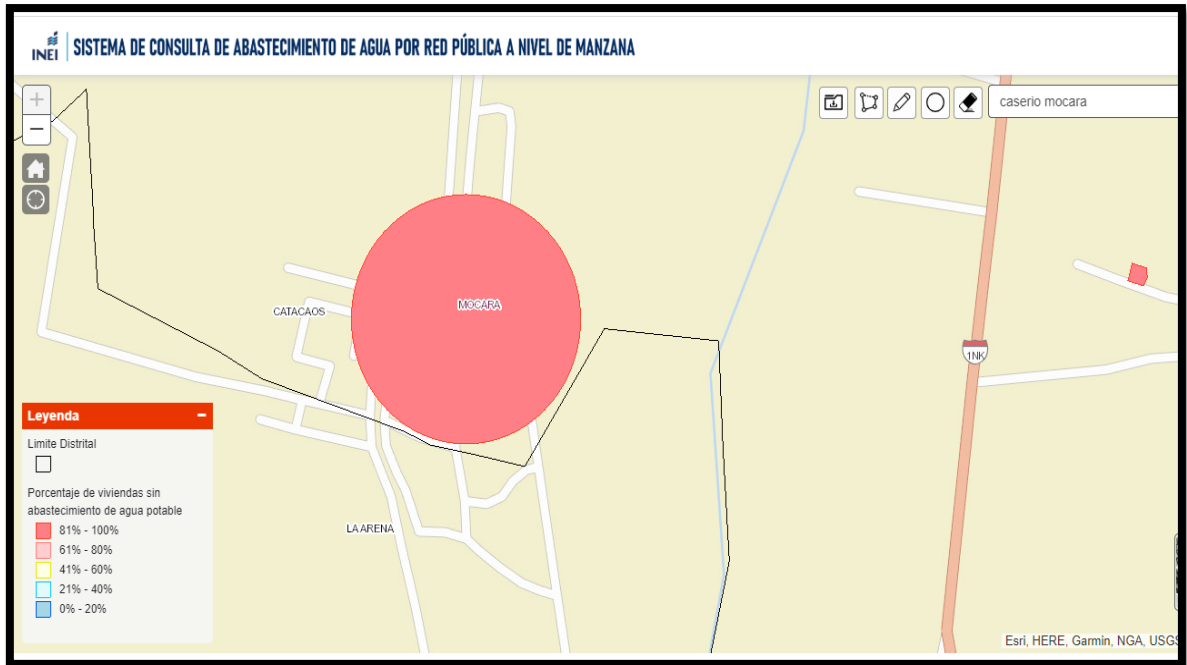 INEI
SISTEMA DE CONSULTA DE ABASTECIMIENTO DE AGUA POR RED PÚBLICA A NIVEL DE MANZANA
caserio mocara
MOCARA
CATACAOS
1NK
LA ARENA
Leyenda
Limite Distrital
Porcentaje de viviendas sin
abastecimiento de agua potable
81% - 100%
61% - 80%
41% - 60%
21% - 40%
0% - 20%
Esri, HERE, Garmin, NGA, USGS